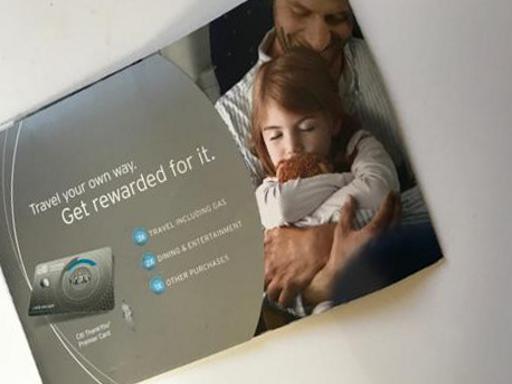 Travel your own way.
Get rewarded for it.
3X TRAVEL INCLUDING GAS
2X DINING & ENTERTAINMENT
1X OTHER PURCHASES
Citi ThankYou®
Premier Card